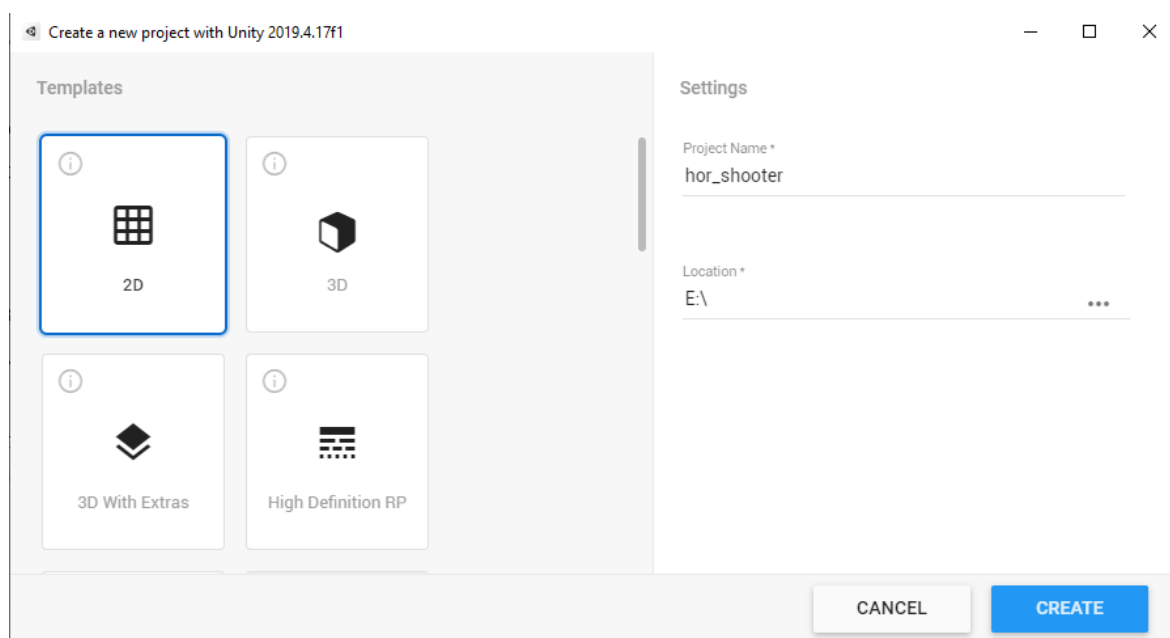 Create a new project with Unity 2019.4.17f1
Templates
2D
3D
3D With Extras
High Definition RP
Settings
Project Name *
hor_shooter
Location *
E:\
CANCEL
CREATE